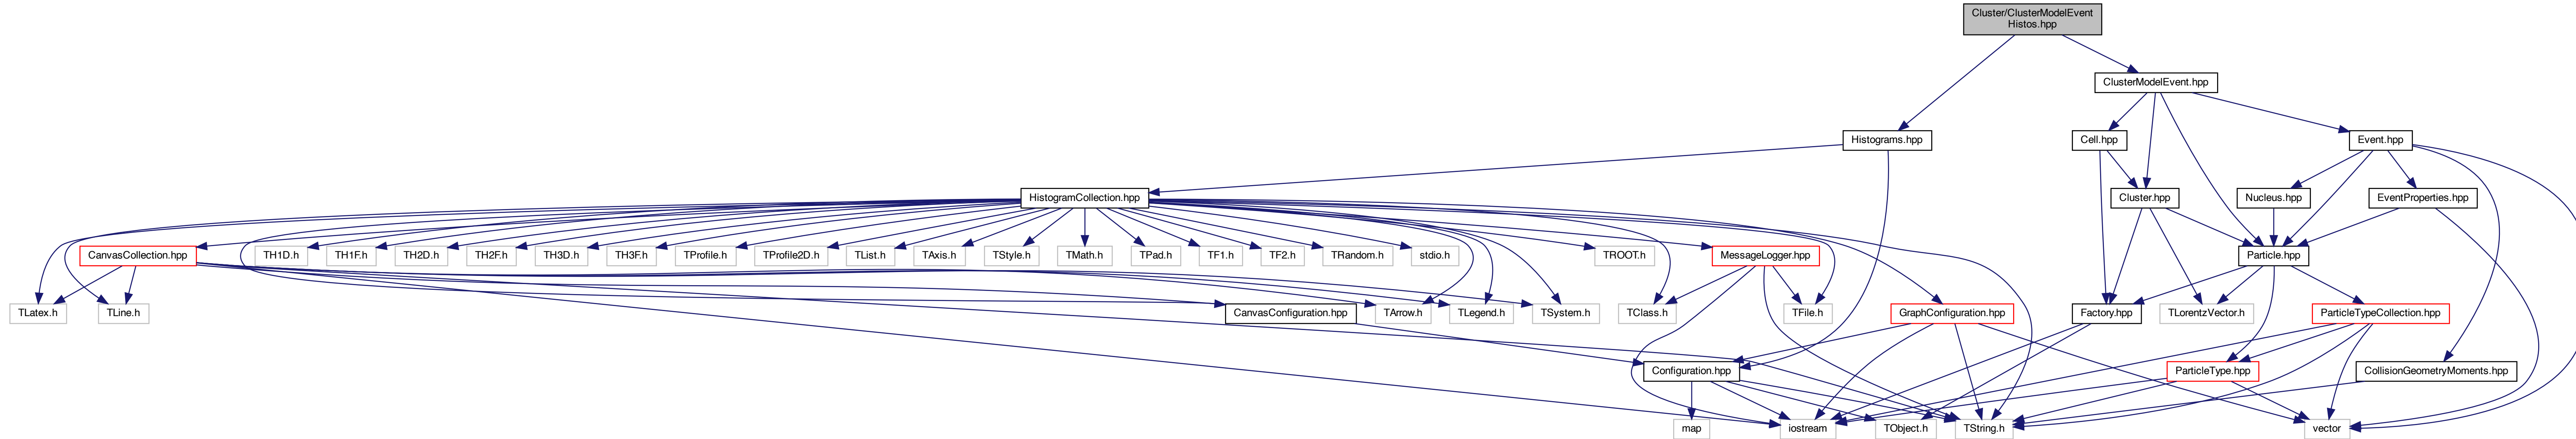 Cluster/ClusterModelEvent
Histos.hpp
ClusterModelEvent.hpp
Histograms.hpp
Cell.hpp
Event.hpp
HistogramCollection.hpp
Cluster.hpp
Nucleus.hpp
EventProperties.hpp
CanvasCollection.hpp
TH1D.h
TH1F.h
TH2D.h
TH2F.h
TH3D.h
TH3F.h
TProfile.h
TProfile2D.h
TList.h
TAxis.h
TStyle.h
TMath.h
TPad.h
TF1.h
TF2.h
TRandom.h
stdio.h
TROOT.h
MessageLogger.hpp
Particle.hpp
TLatex.h
TLine.h
CanvasConfiguration.hpp
TArrow.h
TLegend.h
TSystem.h
TClass.h
TFile.h
GraphConfiguration.hpp
Factory.hpp
TLorentzVector.h
ParticleTypeCollection.hpp
Configuration.hpp
ParticleType.hpp
CollisionGeometryMoments.hpp
map
iostream
TObject.h
TString.h
vector